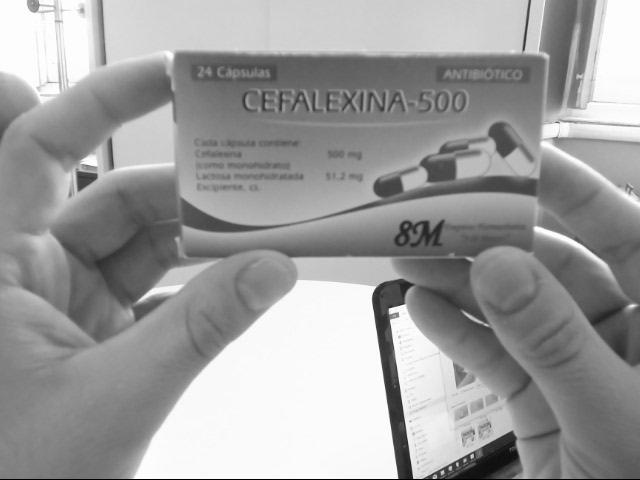 24 Cápsulas
ANTIBIÓTICO
CEFALEXINA-500
Cada cápsula contiene:
Cefalexina 500 mg
(como monohidrato)
Lactosa monohidratada 51,2 mg
Excipiente, cs.
8M